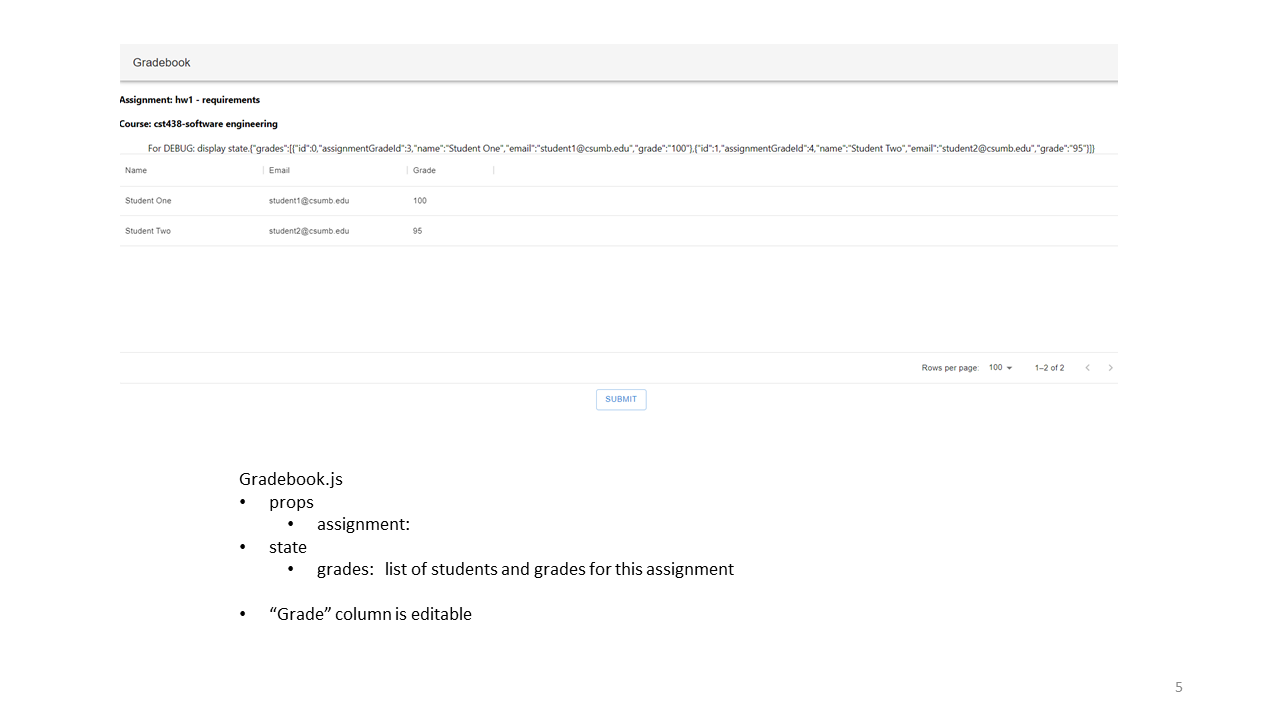 Gradebook
Assignment: hw1 - requirements
Course: cst438-software engineering
For DEBUG: display state.{"grades":[{"id":0,"assignmentGradeId":3,"name":"Student One","email":"student1@csumb.edu","grade":"100"},{"id":1,"assignmentGradeId":4,"name":"Student Two","email":"student2@csumb.edu","grade":"95"}]}
Name Email Grade
Student One student1@csumb.edu 100
Student Two student2@csumb.edu 95
Rows per page: 100 1–2 of 2
SUBMIT
Gradebook.js
• props
• assignment:
• state
• grades: list of students and grades for this assignment
• “Grade” column is editable
5